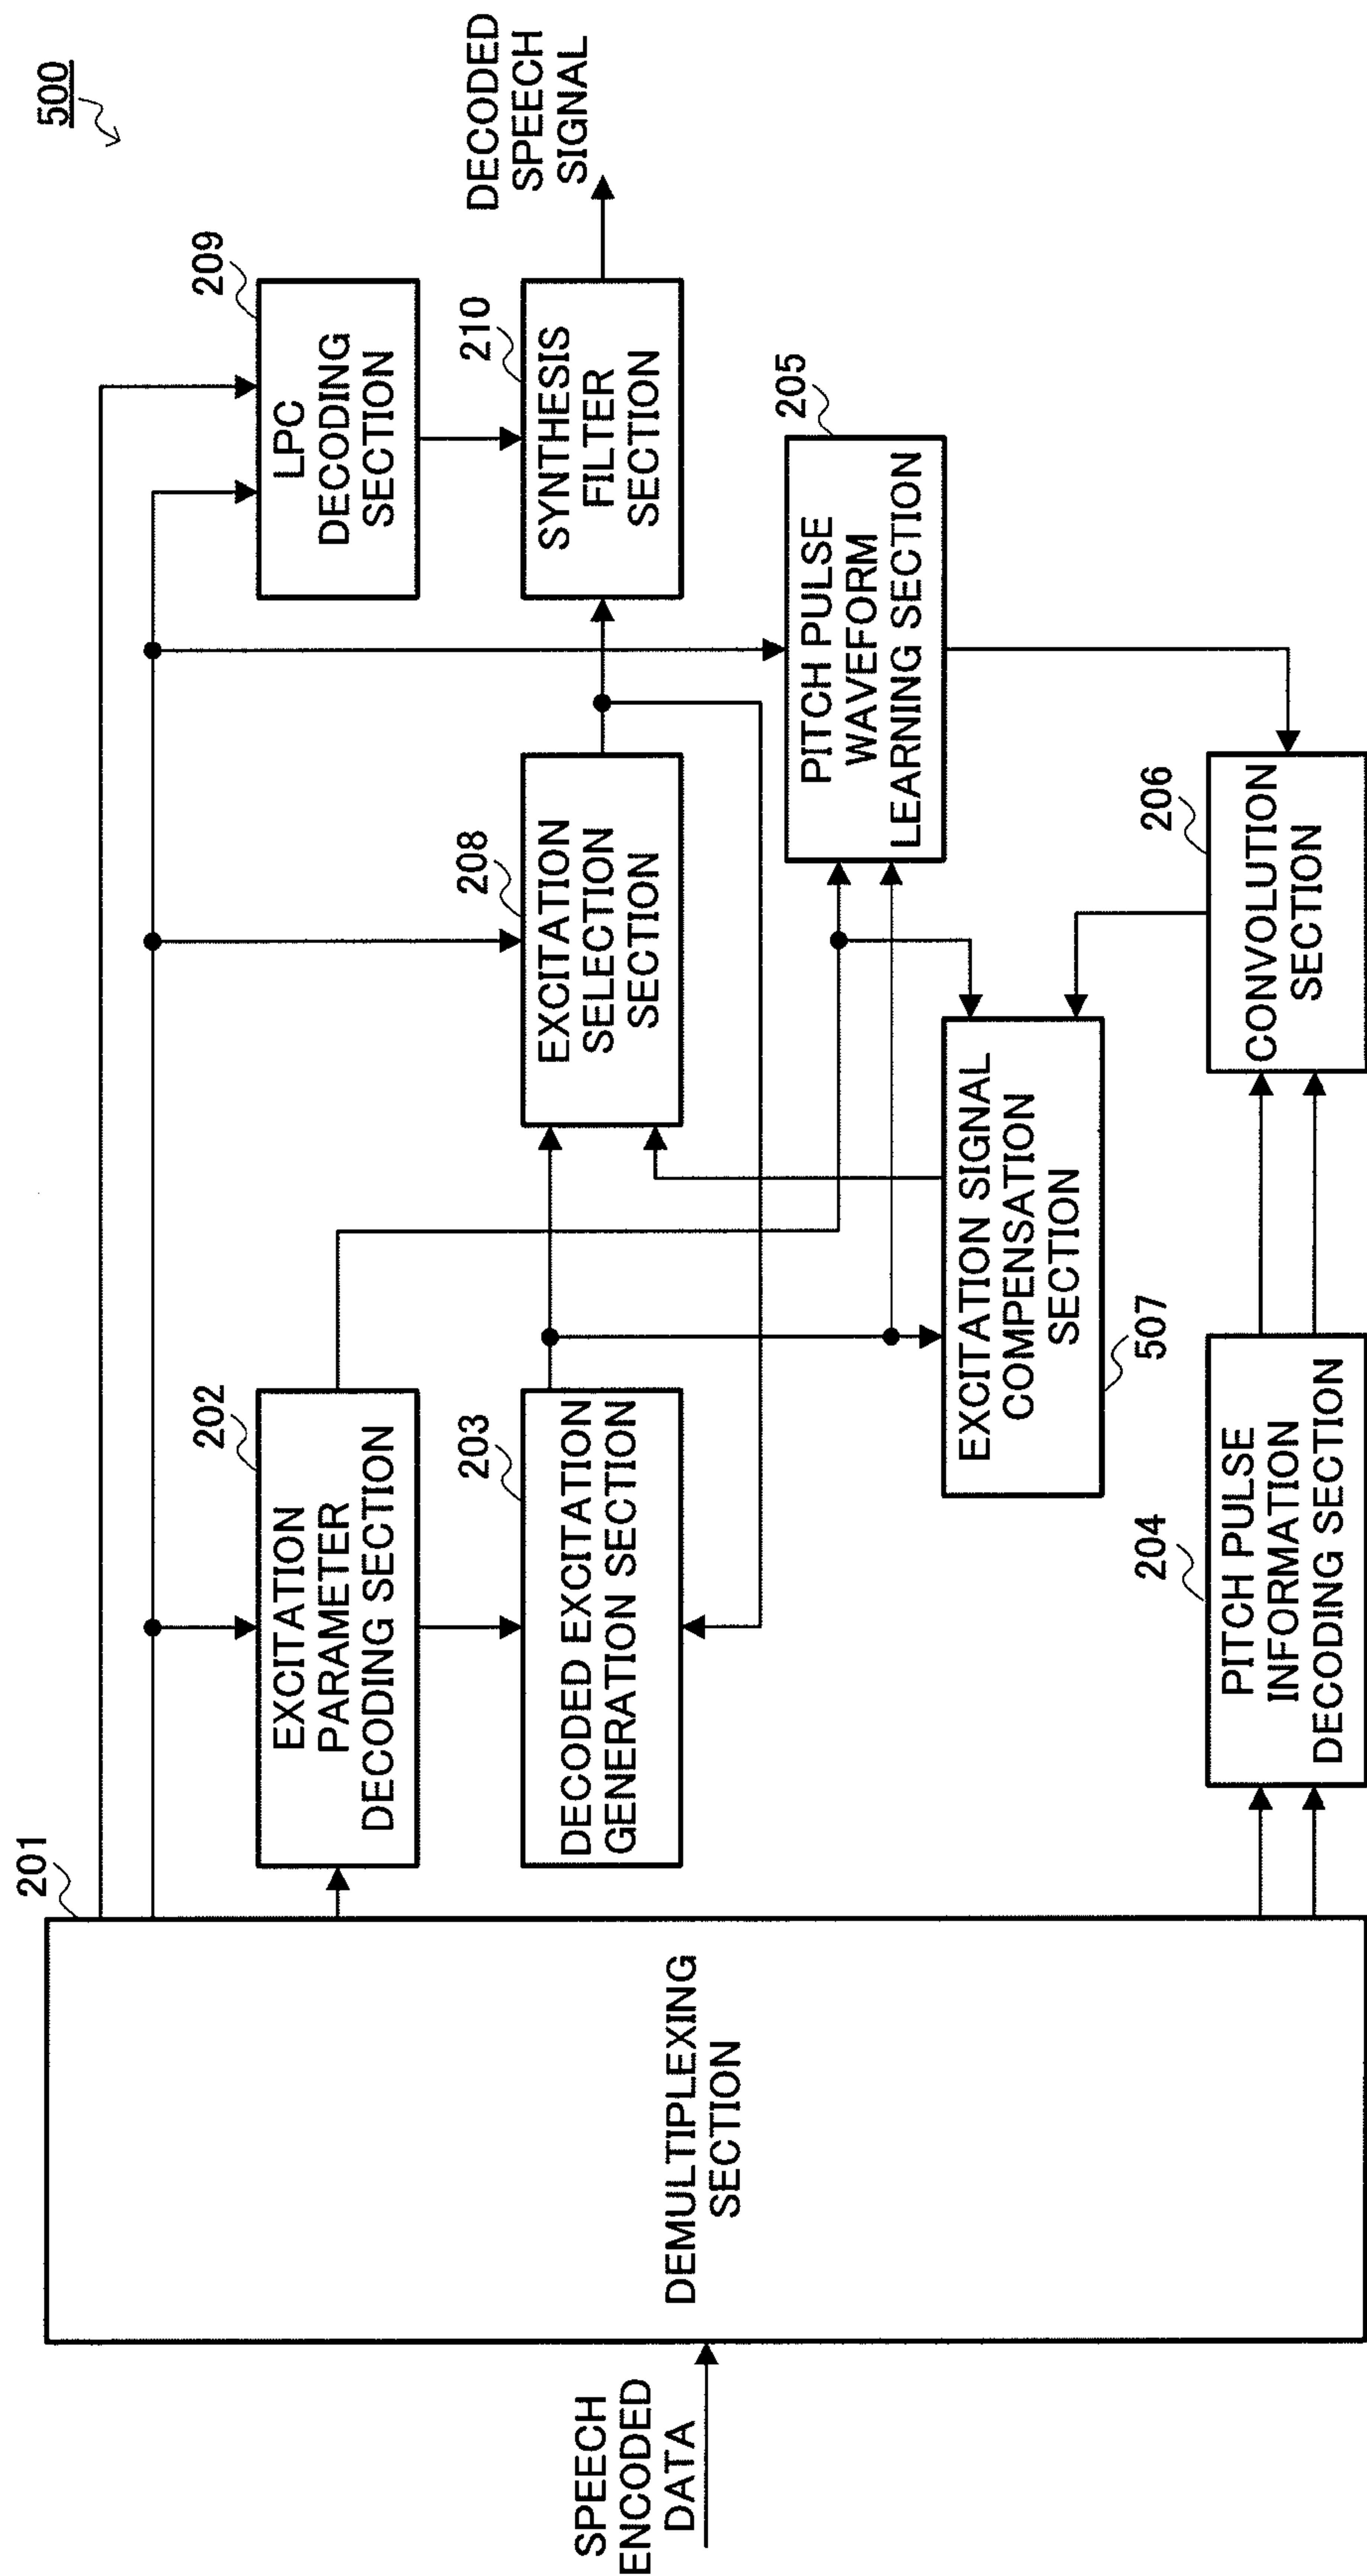 500
SPEECH
ENCODED
DATA
201
DEMULTIPLEXING
SECTION
202
EXCITATION
PARAMETER
DECODING SECTION
203
DECODED EXCITATION
GENERATION SECTION
204
PITCH PULSE
INFORMATION
DECODING SECTION
208
EXCITATION
SELECTION
SECTION
EXCITATION SIGNAL
COMPENSATION
SECTION
507
209
LPC
DECODING
SECTION
210
SYNTHESIS
FILTER
SECTION
205
PITCH PULSE
WAVEFORM
LEARNING SECTION
206
CONVOLUTION
SECTION
DECODED
SPEECH
SIGNAL